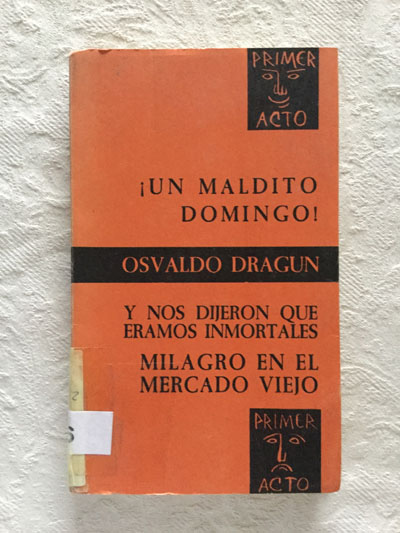 PRIMER
ACTO
¡UN MALDITO
DOMINGO!
OSVALDO DRAGUN
Y NOS DIJERON QUE
ERAMOS INMORTALES
MILAGRO EN EL
MERCADO VIEJO
2
S
PRIMER
ACTO